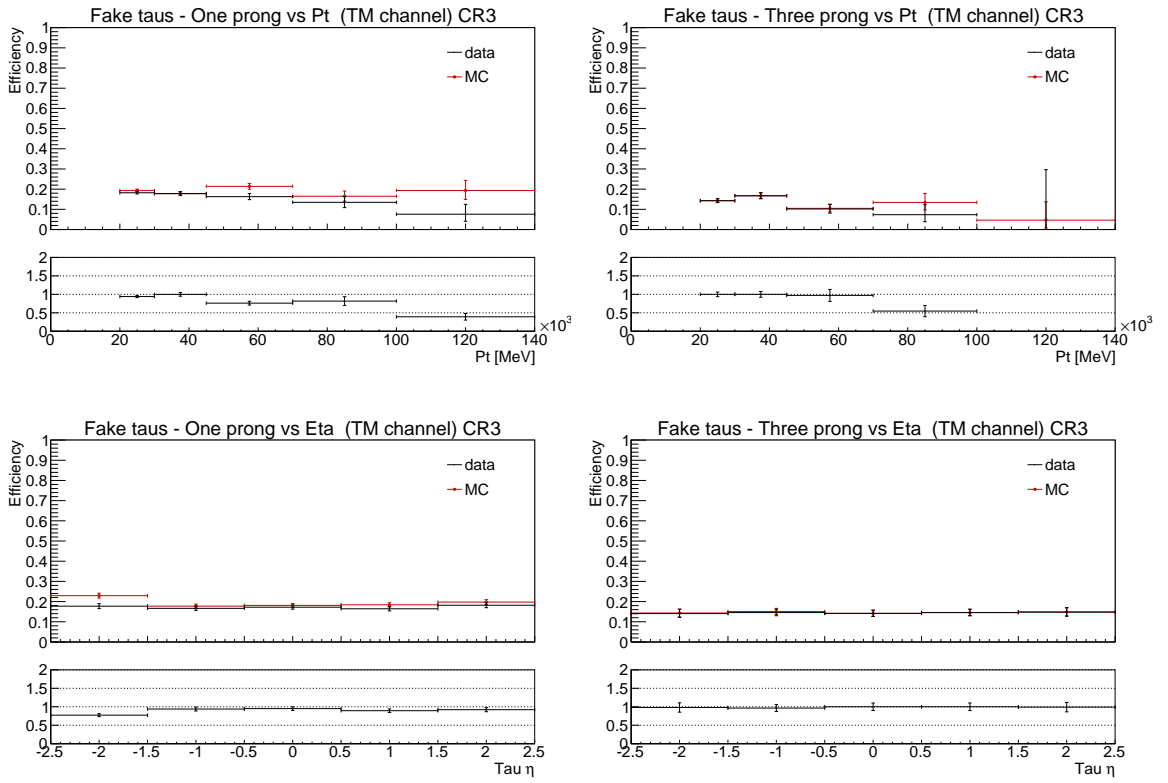 Fake taus - One prong vs Pt (TM channel) CR3
Efficiency
1
0.9
0.8
0.7
0.6
0.5
0.4
0.3
0.2
0.1
0
data
MC
2
1.5
1
0.5
0
0 20 40 60 80 100 120 140
×10³
Pt [MeV]
Fake taus - Three prong vs Pt (TM channel) CR3
Efficiency
1
0.9
0.8
0.7
0.6
0.5
0.4
0.3
0.2
0.1
0
data
MC
2
1.5
1
0.5
0
0 20 40 60 80 100 120 140
×10³
Pt [MeV]
Fake taus - One prong vs Eta (TM channel) CR3
Efficiency
1
0.9
0.8
0.7
0.6
0.5
0.4
0.3
0.2
0.1
0
data
MC
2
1.5
1
0.5
0
-2.5 -2 -1.5 -1 -0.5 0 0.5 1 1.5 2 2.5
Tau η
Fake taus - Three prong vs Eta (TM channel) CR3
Efficiency
1
0.9
0.8
0.7
0.6
0.5
0.4
0.3
0.2
0.1
0
data
MC
2
1.5
1
0.5
0
-2.5 -2 -1.5 -1 -0.5 0 0.5 1 1.5 2 2.5
Tau η